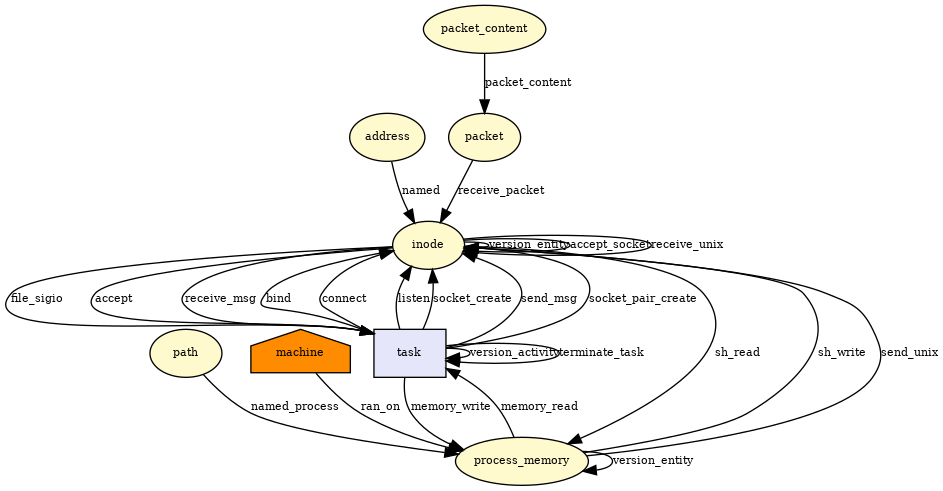 packet_content
packet_content
address
packet
named
receive_packet
inode
version_entity
accept_socket
receive_unix
file_sigio
accept
receive_msg
bind
connect
listen
socket_create
send_msg
socket_pair_create
path
machine
task
version_activity
terminate_task
sh_read
sh_write
send_unix
named_process
ran_on
memory_write
memory_read
process_memory
version_entity